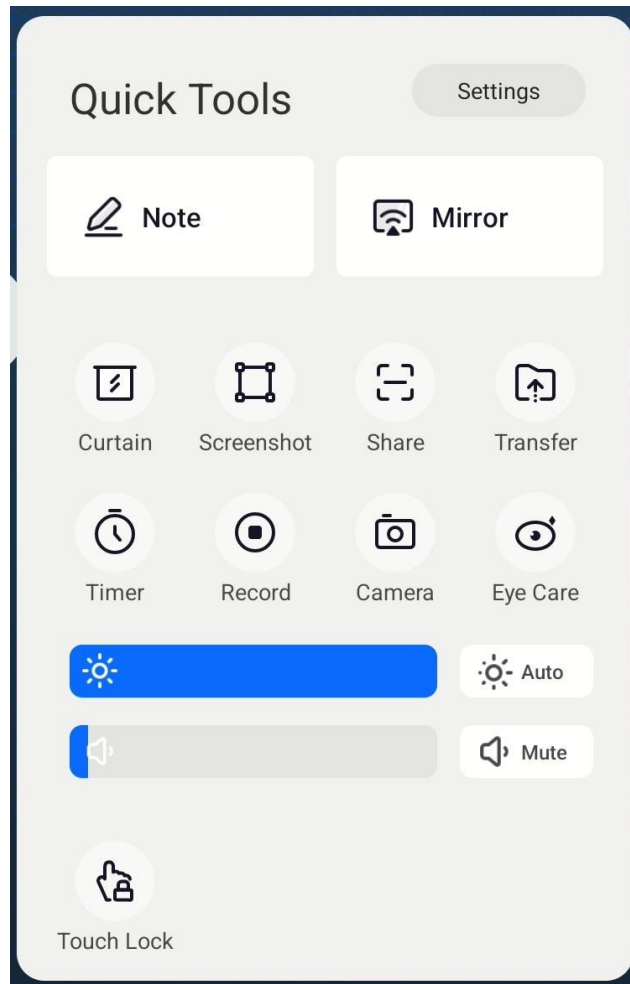 Quick Tools
Settings
Note
Mirror
Curtain
Screenshot
Share
Transfer
Timer
Record
Camera
Eye Care
Auto
Mute
Touch Lock